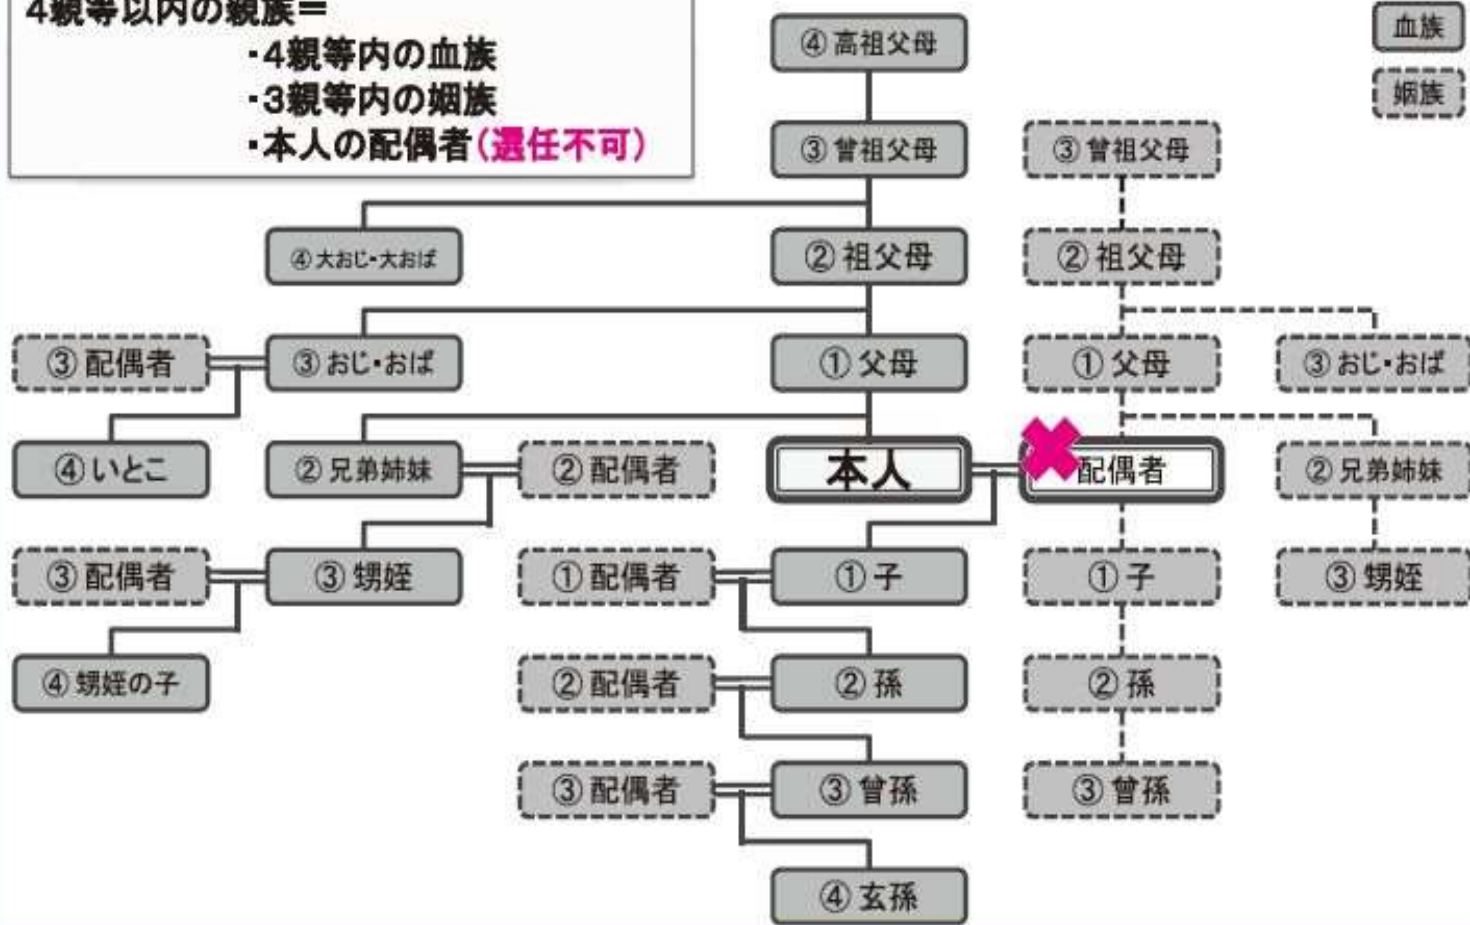 4親等以内の親族＝
・4親等内の血族
・3親等内の姻族
・本人の配偶者(選任不可)
血族
姻族
④高祖父母
③曾祖父母
③曾祖父母
④大おじ・大おば
②祖父母
②祖父母
③配偶者
③おじ・おば
①父母
①父母
③おじ・おば
④いとこ
②兄弟姉妹
②配偶者
本人
配偶者
②兄弟姉妹
③配偶者
③甥姪
①配偶者
①子
①子
③甥姪
④甥姪の子
②配偶者
②孫
②孫
③配偶者
③曾孫
③曾孫
④玄孫